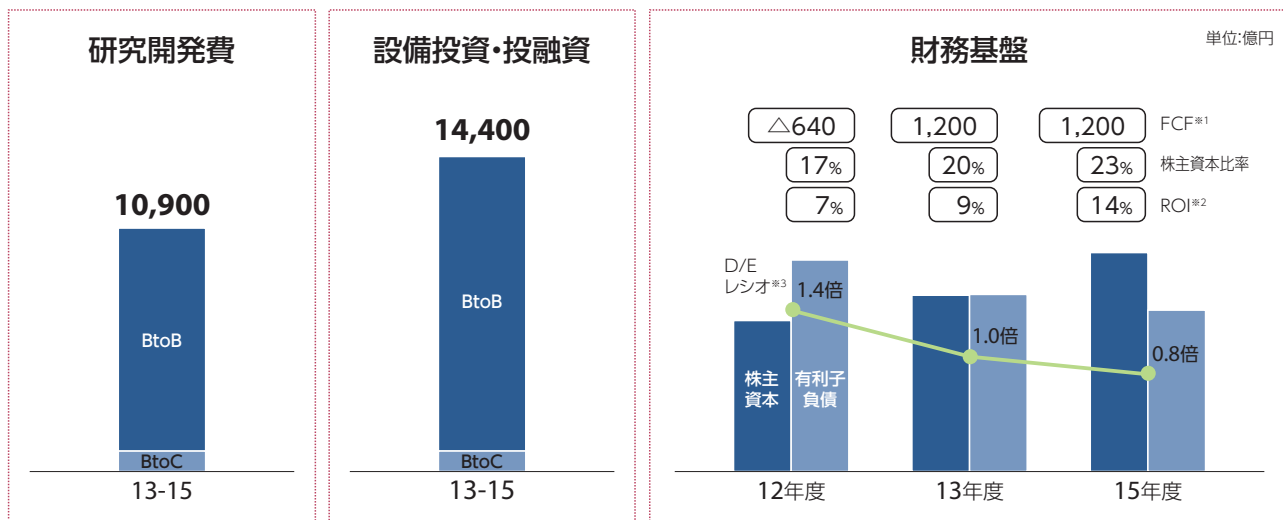 研究開発費
10,900
BtoB
BtoC
13-15
設備投資・投融資
14,400
BtoB
BtoC
13-15
財務基盤
単位:億円
△640 1,200 1,200 FCF※1
17% 20% 23% 株主資本比率
7% 9% 14% ROI※2
D/E
レシオ※3
1.4倍
1.0倍
0.8倍
株主
資本
有利子
負債
12年度 13年度 15年度